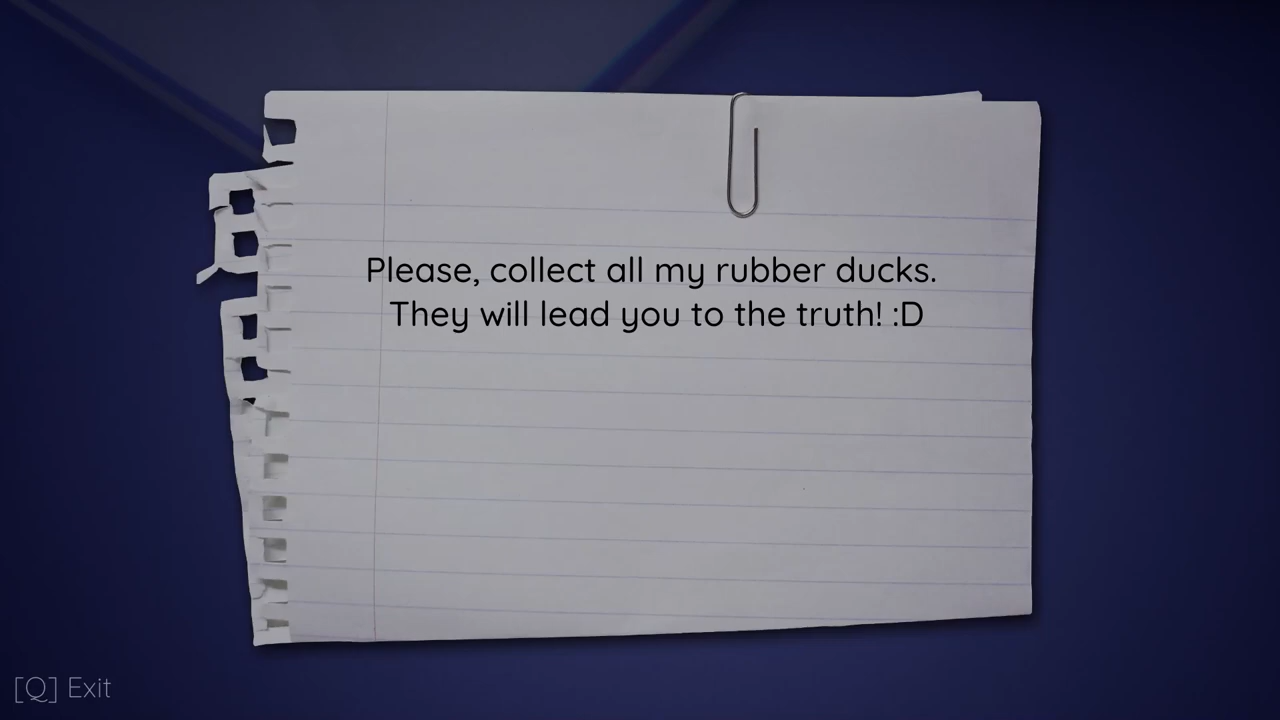 Please, collect all my rubber ducks.
They will lead you to the truth! :D
[Q] Exit